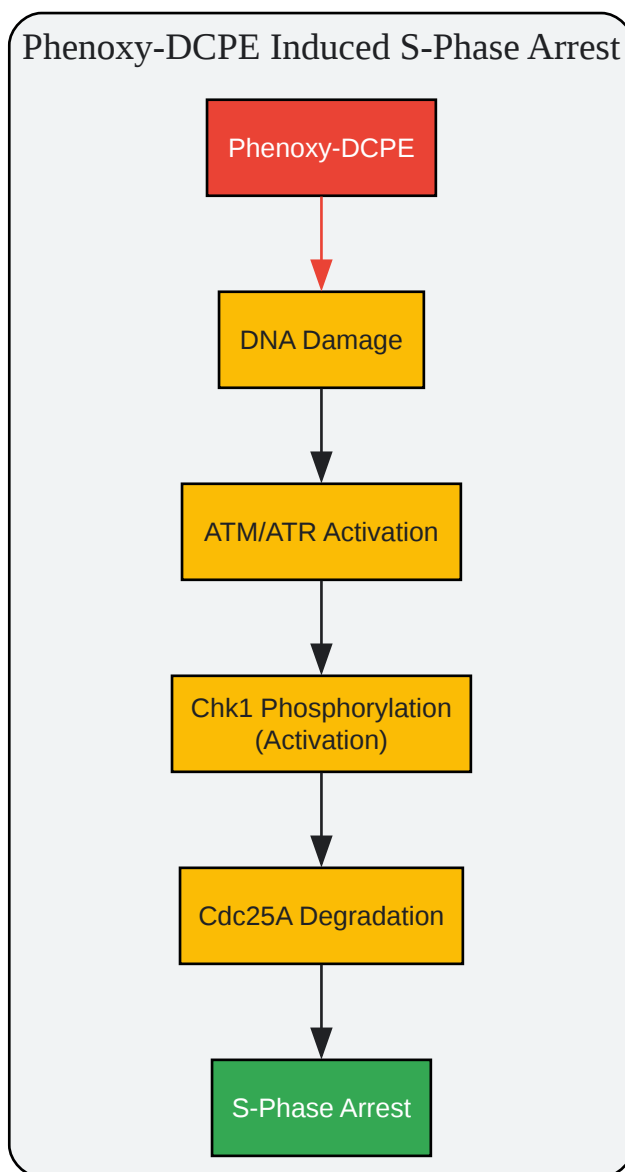 Phenoxy-DCPE Induced S-Phase Arrest
Phenoxy-DCPE
DNA Damage
ATM/ATR Activation
Chk1 Phosphorylation
(Activation)
Cdc25A Degradation
S-Phase Arrest